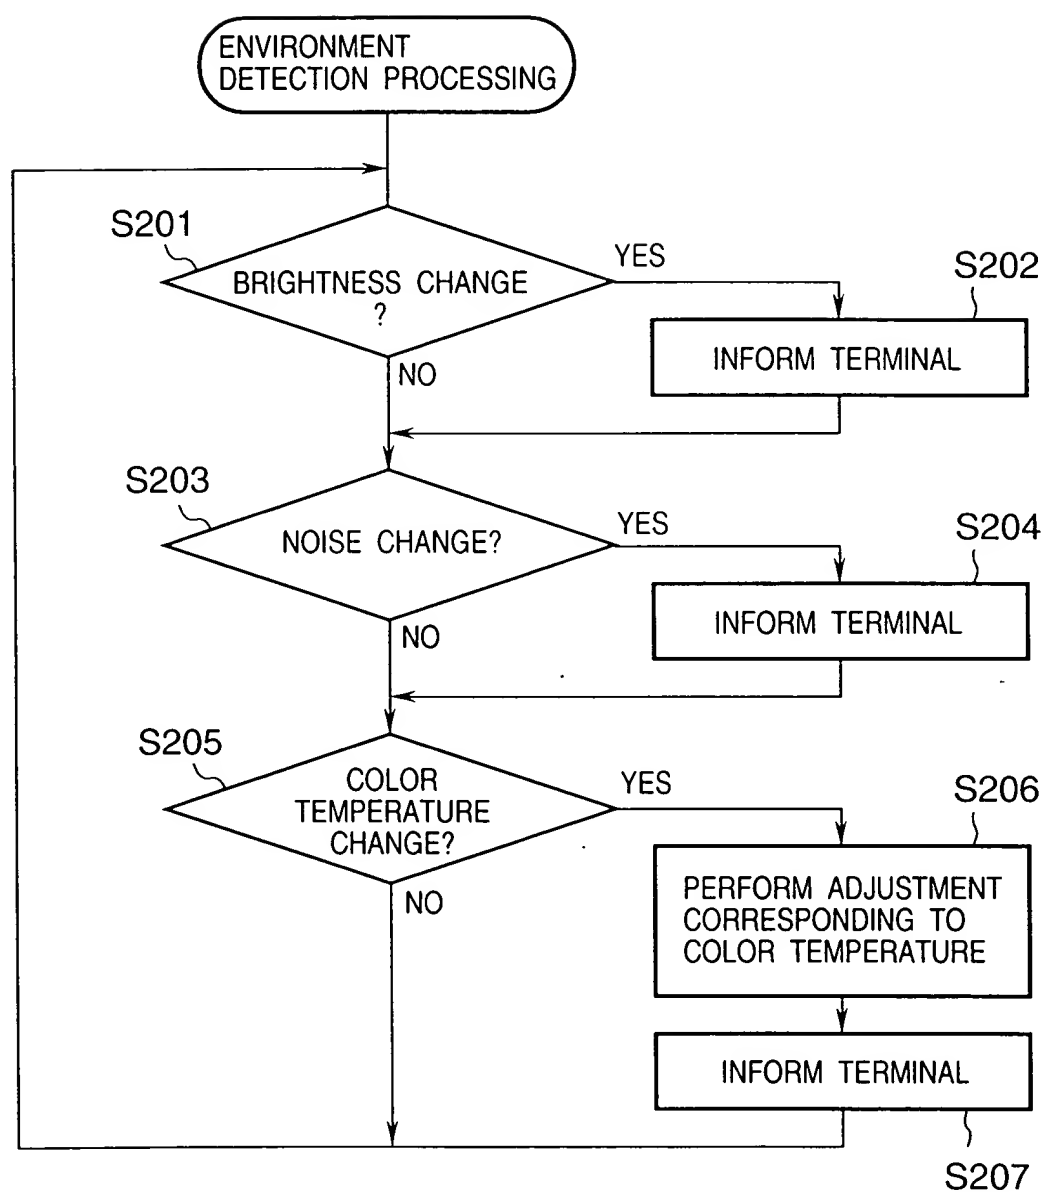 ENVIRONMENT
DETECTION PROCESSING
S201
BRIGHTNESS CHANGE
?
YES
NO
S202
INFORM TERMINAL
S203
NOISE CHANGE?
YES
NO
S204
INFORM TERMINAL
S205
COLOR
TEMPERATURE
CHANGE?
YES
NO
S206
PERFORM ADJUSTMENT
CORRESPONDING TO
COLOR TEMPERATURE
INFORM TERMINAL
S207